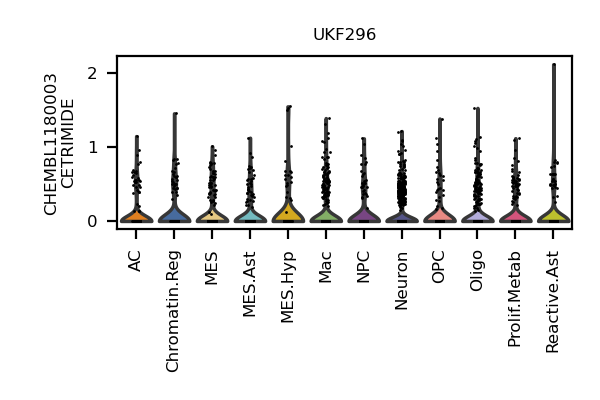 UKF296
CHEMBL1180003
CETRIMIDE
2
1
0
AC
Chromatin.Reg
MES
MES.Ast
MES.Hyp
Mac
NPC
Neuron
OPC
Oligo
Prolif.Metab
Reactive.Ast